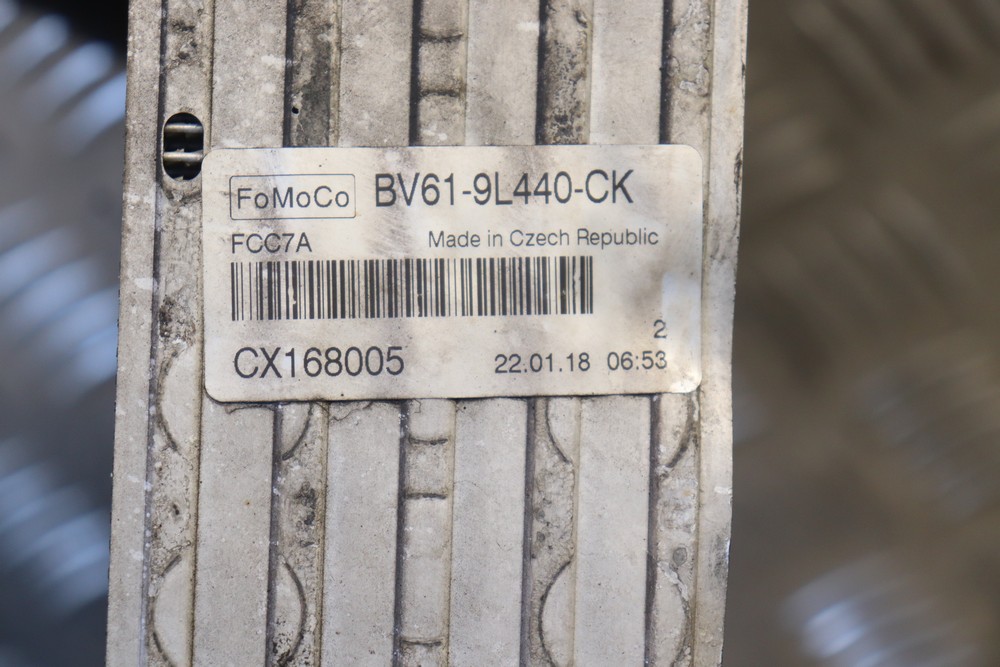 FoMoCo BV61-9L440-CK
FCC7A Made in Czech Republic
2
CX168005 22.01.18 06:53